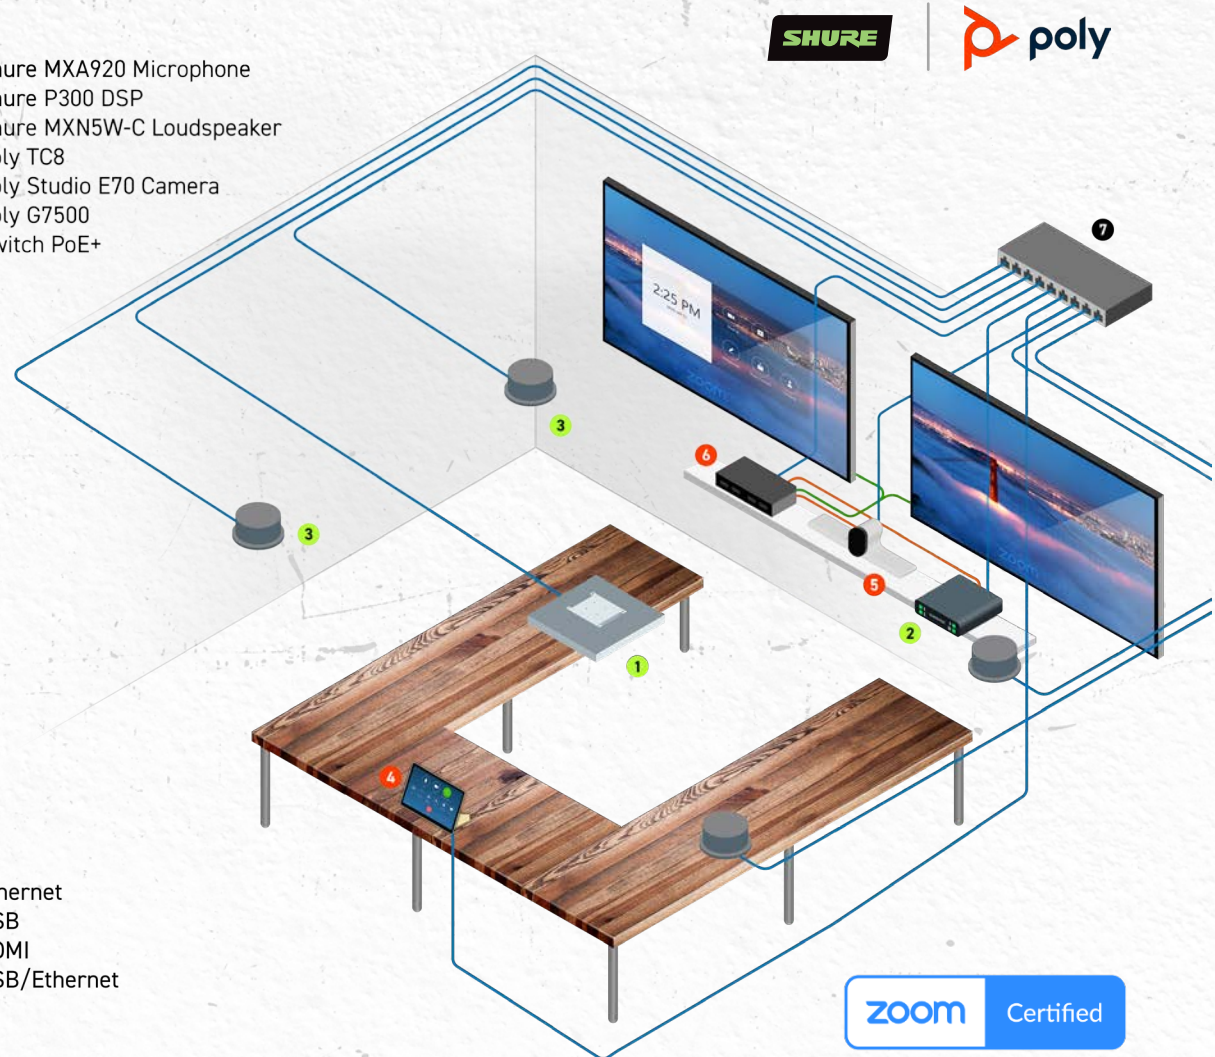 SHURE
poly
ure MXA920 Microphone
ure P300 DSP
ure MXN5W-C Loudspeaker
ly TC8
ly Studio E70 Camera
ly G7500
witch PoE+
7
2:25 PM
zoom
3
6
3
5
zoom
2
1
4
hernet
SB
DMI
SB/Ethernet
zoom Certified